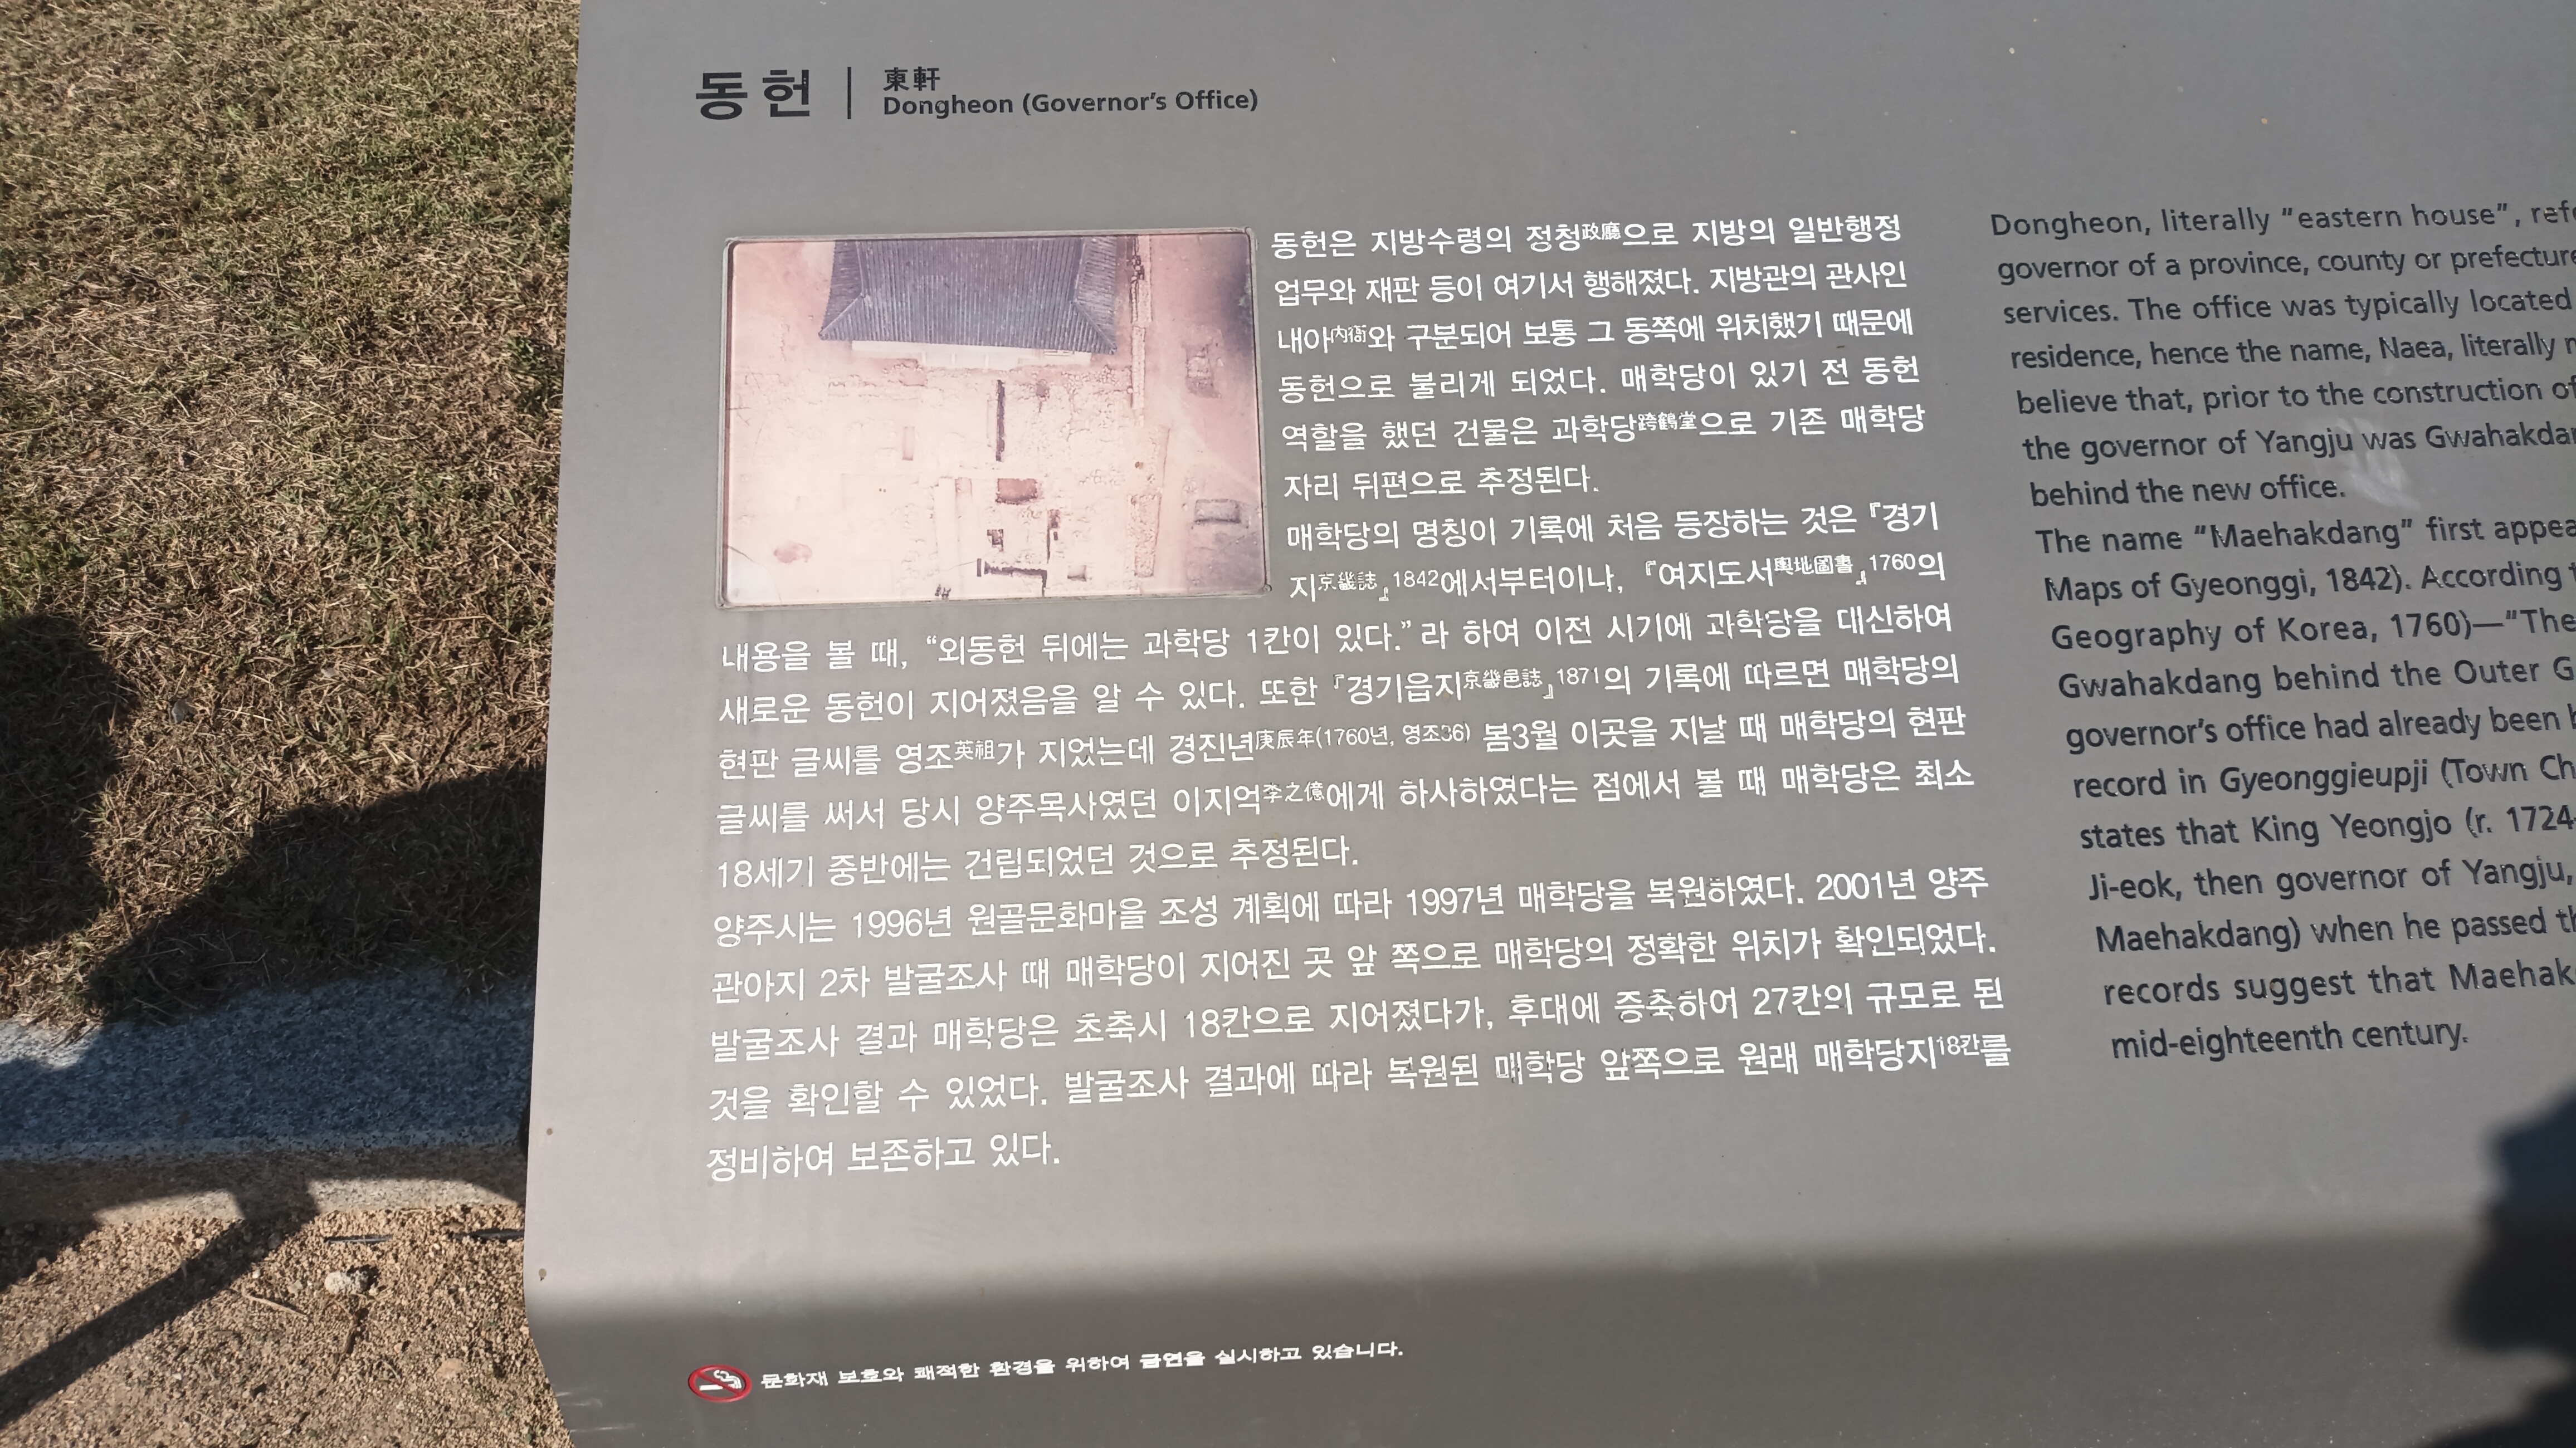 동헌
東軒
Dongheon (Governor's Office)
동헌은 지방수령의 정청政廳으로 지방의 일반행정
업무와 재판 등이 여기서 행해졌다. 지방관의 관사인
내아內衙와 구분되어 보통 그 동쪽에 위치했기 때문에
동헌으로 불리게 되었다. 매학당이 있기 전 동헌
역할을 했던 건물은 과학당跨鶴堂으로 기존 매학당
자리 뒤편으로 추정된다.
매학당의 명칭이 기록에 처음 등장하는 것은 『경기
지京畿誌』1842에서부터이나, 『여지도서輿地圖書』1760의
내용을 볼 때, “외동헌 뒤에는 과학당 1칸이 있다.”라 하여 이전 시기에 과학당을 대신하여
새로운 동헌이 지어졌음을 알 수 있다. 또한 『경기읍지京畿邑誌』1871의 기록에 따르면 매학당의
현판 글씨를 영조英祖가 지었는데 경진년庚辰年(1760년, 영조36) 봄3월 이곳을 지날 때 매학당의 현판
글씨를 써서 당시 양주목사였던 이지억李之億에게 하사하였다는 점에서 볼 때 매학당은 최소
18세기 중반에는 건립되었던 것으로 추정된다.
양주시는 1996년 원골문화마을 조성 계획에 따라 1997년 매학당을 복원하였다. 2001년 양주
관아지 2차 발굴조사 때 매학당이 지어진 곳 앞 쪽으로 매학당의 정확한 위치가 확인되었다.
발굴조사 결과 매학당은 초축시 18칸으로 지어졌다가, 후대에 증축하여 27칸의 규모로 된
것을 확인할 수 있었다. 발굴조사 결과에 따라 복원된 매학당 앞쪽으로 원래 매학당지18칸를
정비하여 보존하고 있다.
Dongheon, literally "eastern house",
governor of a province, county or
services. The office was typically located
residence, hence the name, Naea, literally
believe that, prior to the construction
the governor of Yangju was
behind the new office.
The name "Maehakdang" first
Maps of Gyeonggi, 1842). According
Geography of Korea, 1760)—"The
Gwahakdang behind the Outer
governor's office had already been
record in Gyeonggieupji (Town
states that King Yeongjo (r.
Ji-eok, then governor of Yangju,
Maehakdang) when he passed
records suggest that
mid-eighteenth century.
문화재 보호와 쾌적한 환경을 위하여 금연을 실시하고 있습니다.